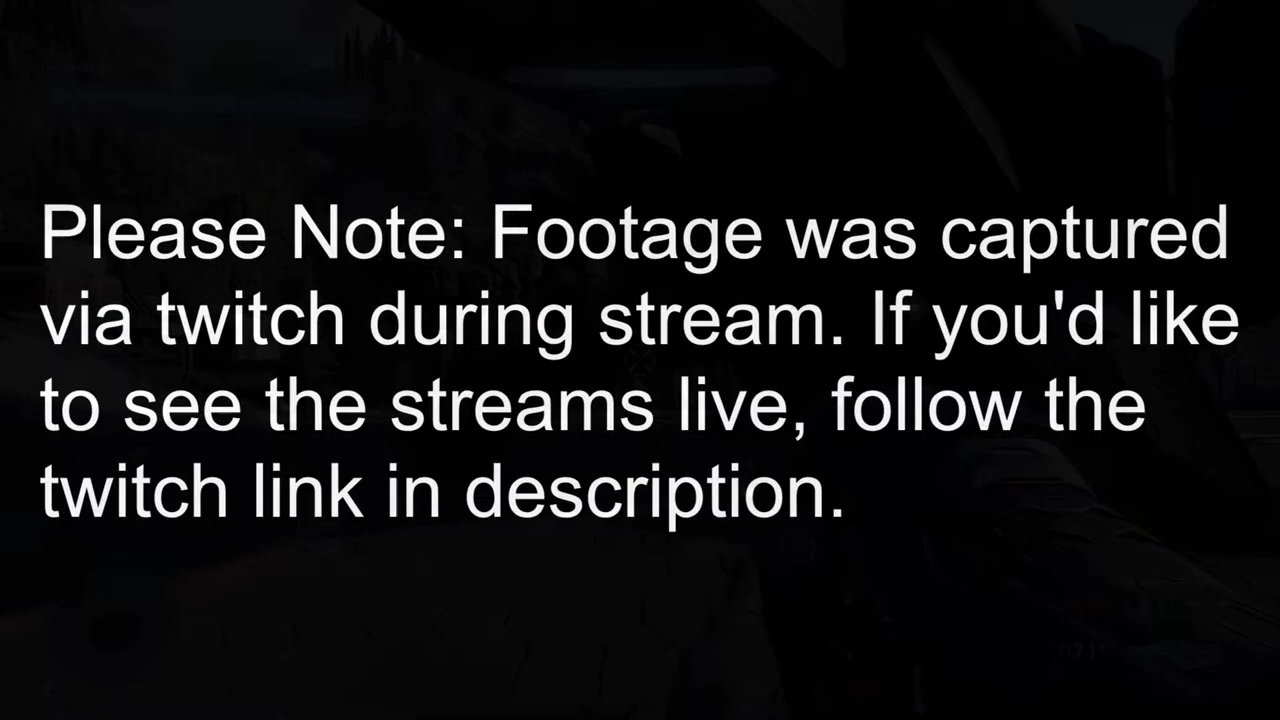 Please Note: Footage was captured
via twitch during stream. If you'd like
to see the streams live, follow the
twitch link in description.